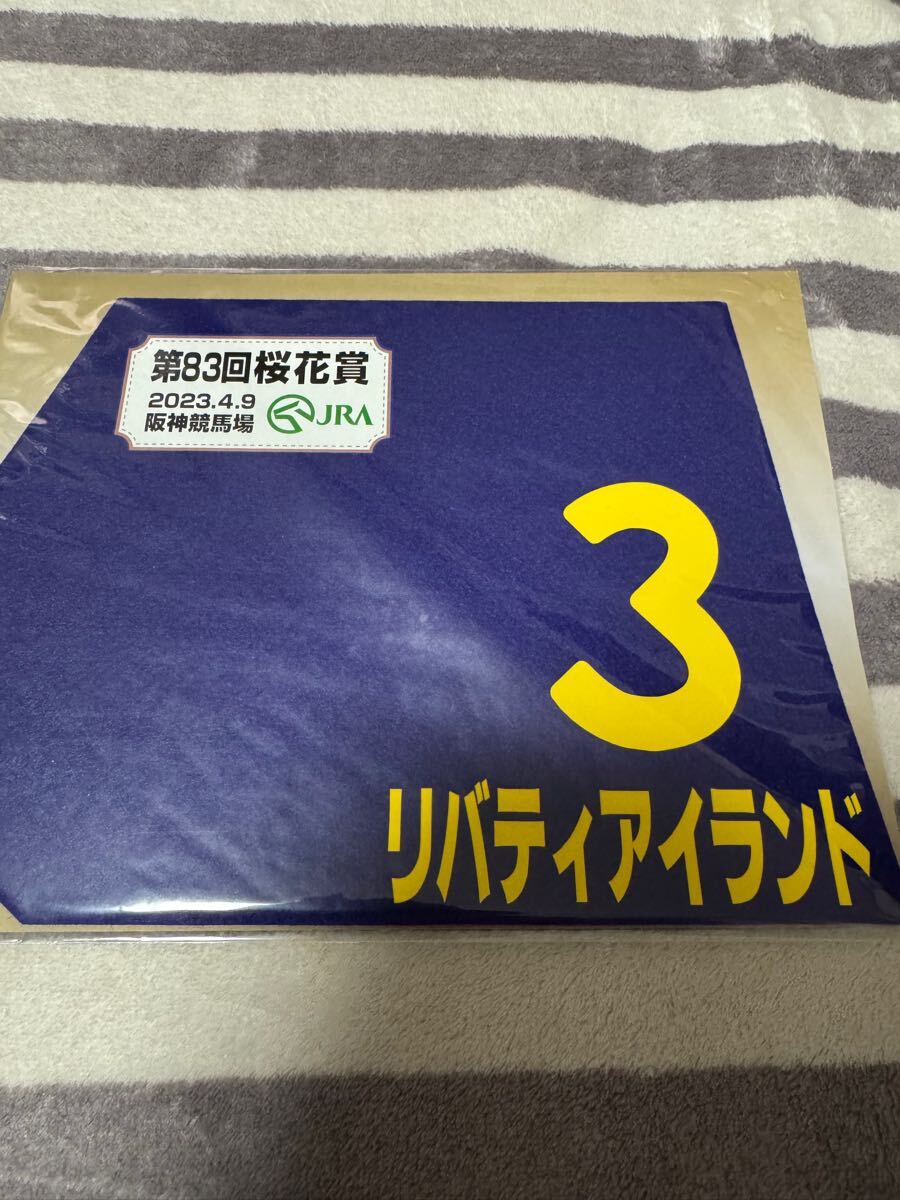 第83回桜花賞
2023.4.9
阪神競馬場
JRA
3
リバティアイランド